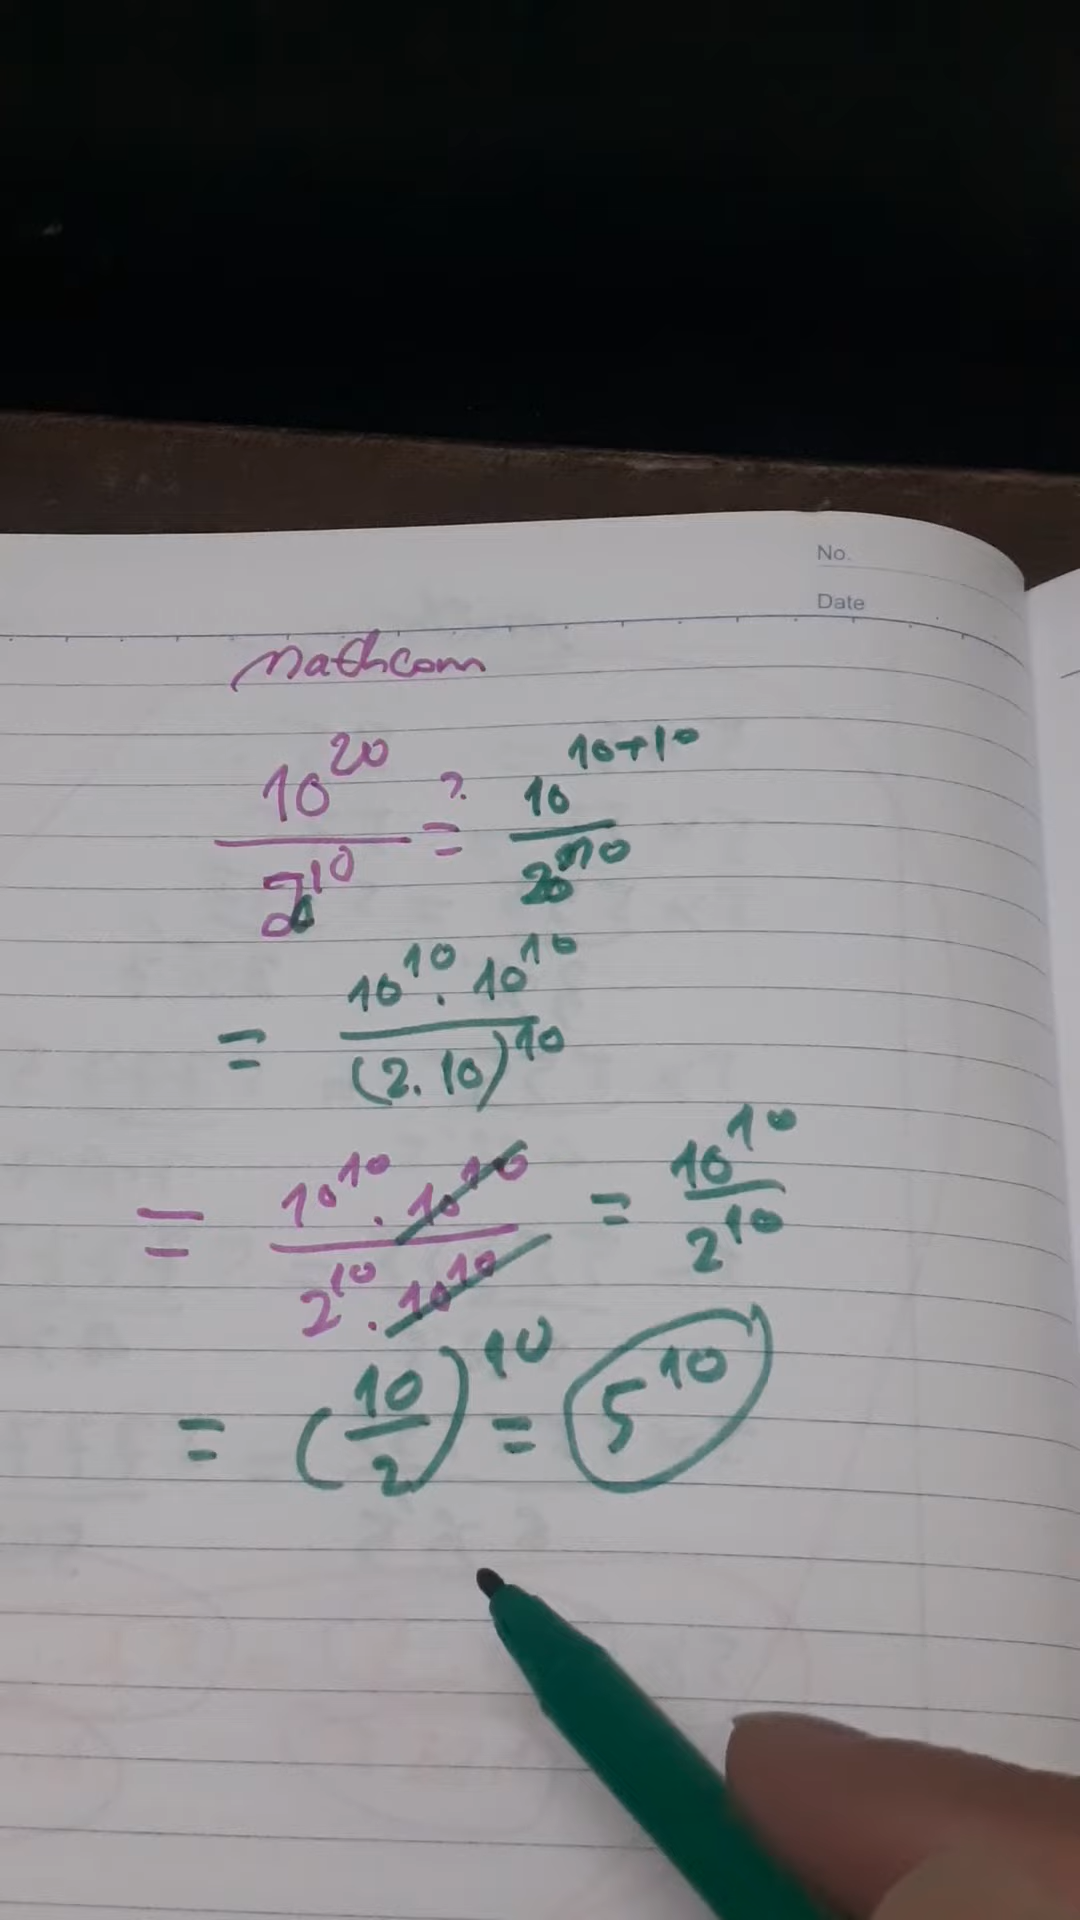 No.
Date
mathcom
10^20 / 2^10 =? 10^10+10 / 20^10
= 10^10 . 10^10 / (2.10)^10
= 10^10 . 10^10 / 2^10 . 10^10 = 10^10 / 2^10
= (10/2)^10 = 5^10